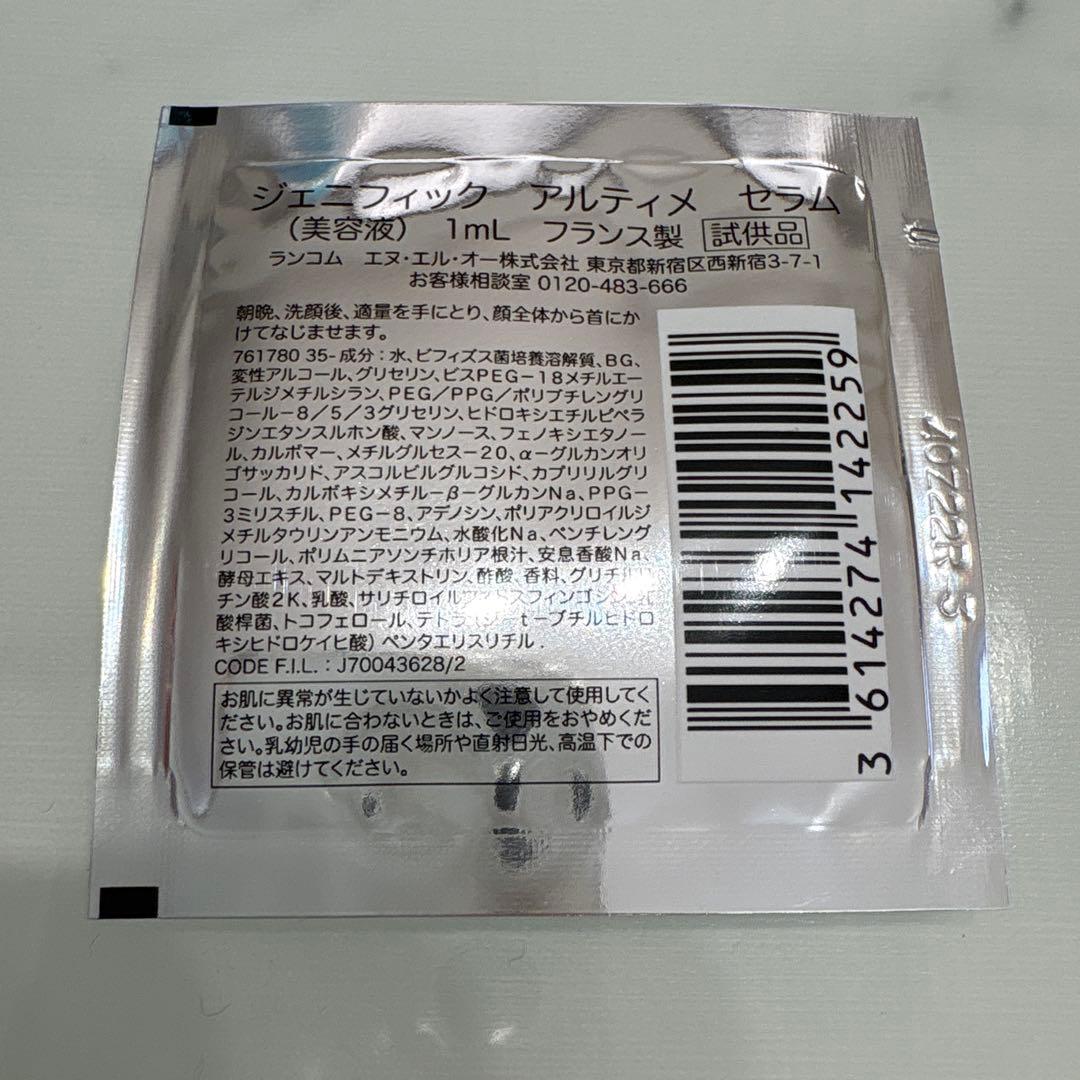 ジェニフィック アルティメ セラム
（美容液） 1mL フランス製 試供品
ランコム エヌ・エル・オー株式会社 東京都新宿区西新宿3-7-1
お客様相談室 0120-483-666
朝晩、洗顔後、適量を手にとり、顔全体から首にか
けてなじませます。
761780 35-成分：水、ビフィズス菌培養溶解質、BG、
変性アルコール、グリセリン、ビスPEG－18メチルエー
テルジメチルシラン、PEG／PPG／ポリブチレングリ
コール－8／5／3グリセリン、ヒドロキシエチルピペラ
ジンエタンスルホン酸、マンノース、フェノキシエタノー
ル、カルボマー、メチルグルセス－20、α－グルカンオリ
ゴサッカリド、アスコルビルグルコシド、カプリリルグリ
コール、カルボキシメチル－β－グルカンNa、PPG－
3ミリスチル、PEG－8、アデノシン、ポリアクリロイルジ
メチルタウリンアンモニウム、水酸化Na、ペンチレング
リコール、ポリムニアソンチホリア根汁、安息香酸Na、
酵母エキス、マルトデキストリン、酢酸、香料、グリチルリ
チン酸2K、乳酸、サリチロイルフィトスフィンゴシン、
酸桿菌、トコフェロール、テトラ（ジ－t－ブチルヒドロ
キシヒドロケイヒ酸）ペンタエリスリチル．
CODE F.I.L. : J70043628/2
お肌に異常が生じていないかよく注意して使用してく
ださい。お肌に合わないときは、ご使用をおやめくだ
さい。乳幼児の手の届く場所や直射日光、高温下での
保管は避けてください。
3 614274 142259